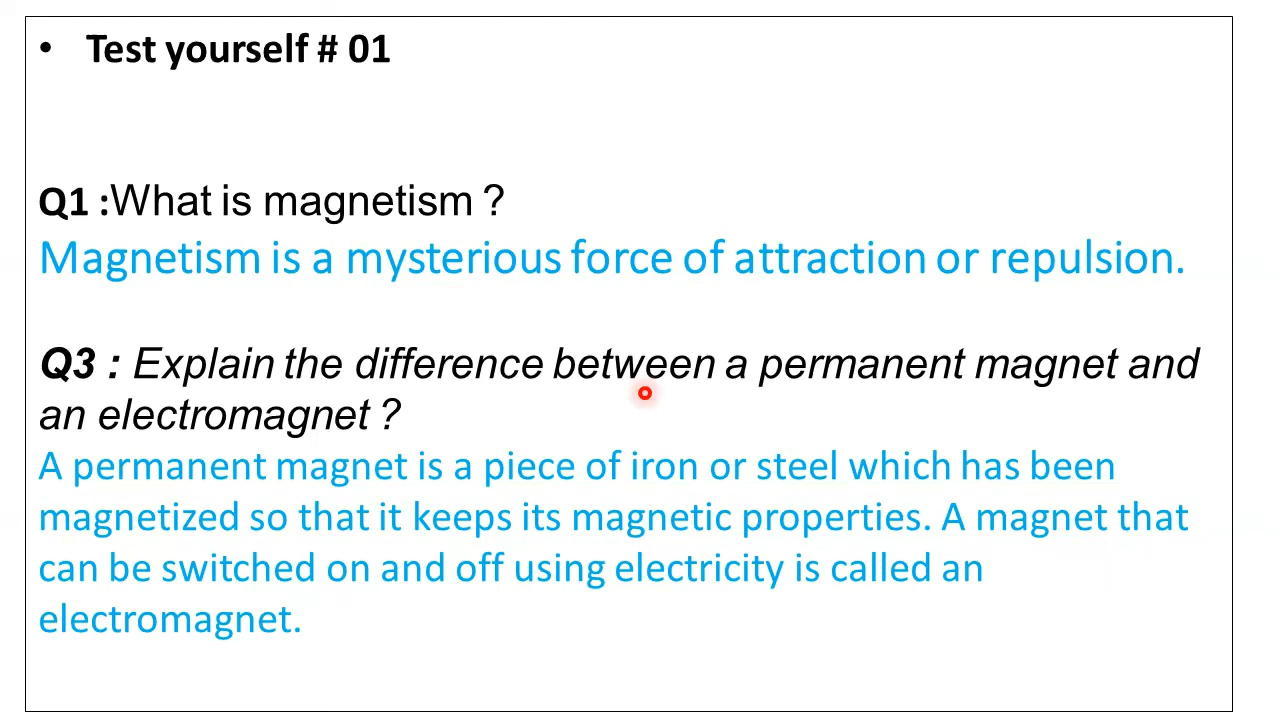 • Test yourself # 01
Q1 :What is magnetism ?
Magnetism is a mysterious force of attraction or repulsion.
Q3 : Explain the difference between a permanent magnet and
an electromagnet ?
A permanent magnet is a piece of iron or steel which has been
magnetized so that it keeps its magnetic properties. A magnet that
can be switched on and off using electricity is called an
electromagnet.